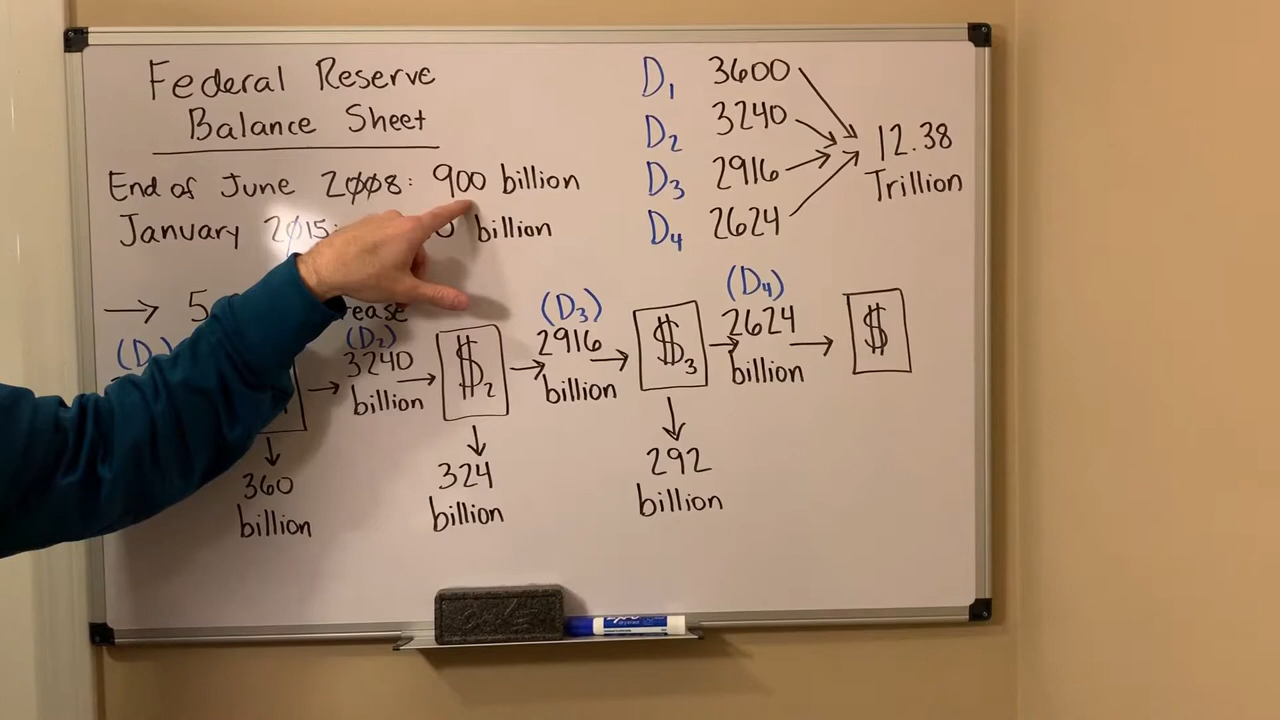 Federal Reserve
Balance Sheet
End of June 2008: 900 billion
January 2015: billion
→ 5
D1 3600
D2 3240
D3 2916
D4 2624
12.38
Trillion
(D2)
3240
billion
$2
(D3)
2916
billion
$3
(D4)
2624
billion
$
360
billion
324
billion
292
billion